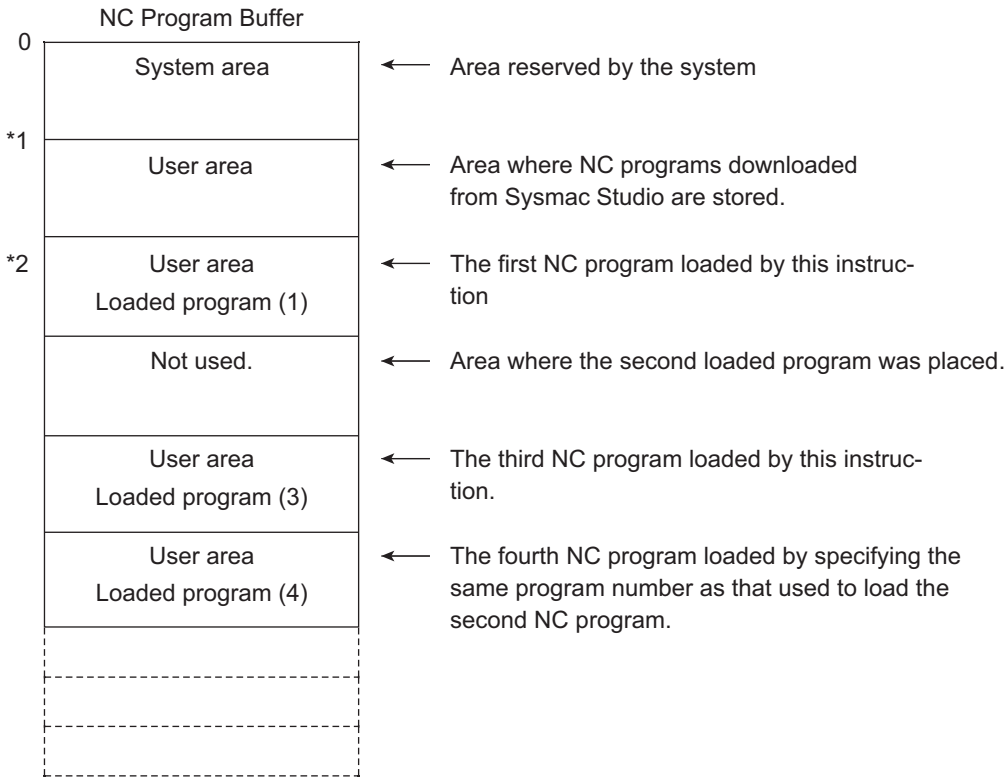 NC Program Buffer
0
System area
Area reserved by the system
*1
User area
Area where NC programs downloaded
from Sysmac Studio are stored.
*2
User area
Loaded program (1)
The first NC program loaded by this instruc-
tion
Not used.
Area where the second loaded program was placed.
User area
Loaded program (3)
The third NC program loaded by this instruc-
tion.
User area
Loaded program (4)
The fourth NC program loaded by specifying the
same program number as that used to load the
second NC program.